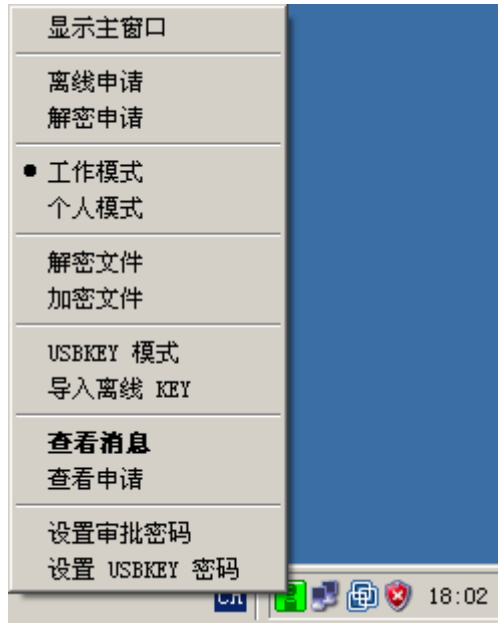 显示主窗口
离线申请
解密申请
工作模式
个人模式
解密文件
加密文件
USBKEY 模式
导入离线 KEY
查看消息
查看申请
设置审批密码
设置 USBKEY 密码
18:02